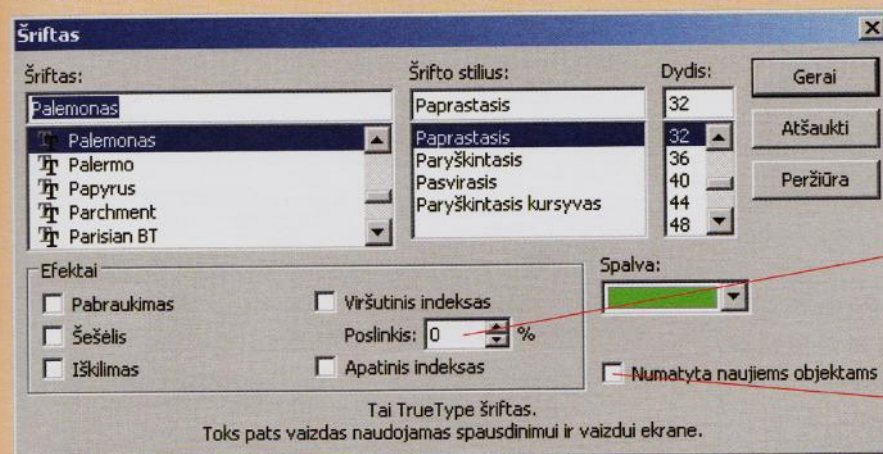 Šriftas
Šriftas:
Šrifto stilius:
Dydis:
Palemonas
Paprastasis
32
Gerai
Palemonas
Palermo
Papyrus
Parchment
Parisian BT
Paprastasis
Paryškintasis
Pasvirasis
Paryškintasis kursyvas
32
36
40
44
48
Atšaukti
Peržiūra
Efektai
Pabraukimas
Šešėlis
Iškilimas
Viršutinis indeksas
Poslinkis: 0 %
Apatinis indeksas
Spalva:
Numatyta naujiems objektams
Tai TrueType šriftas.
Toks pats vaizdas naudojamas spausdinimui ir vaizdui ekrane.